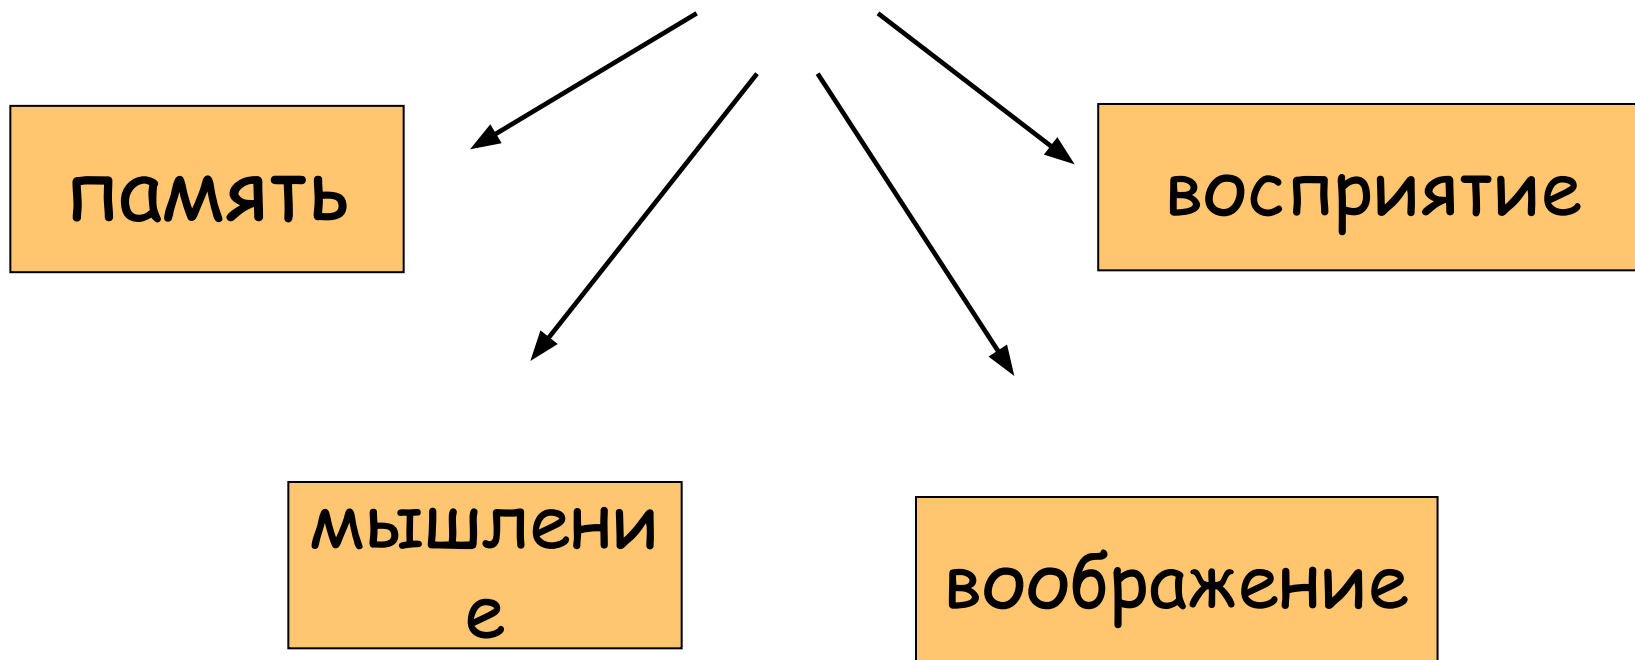 память
восприятие
мышлени
е
воображение